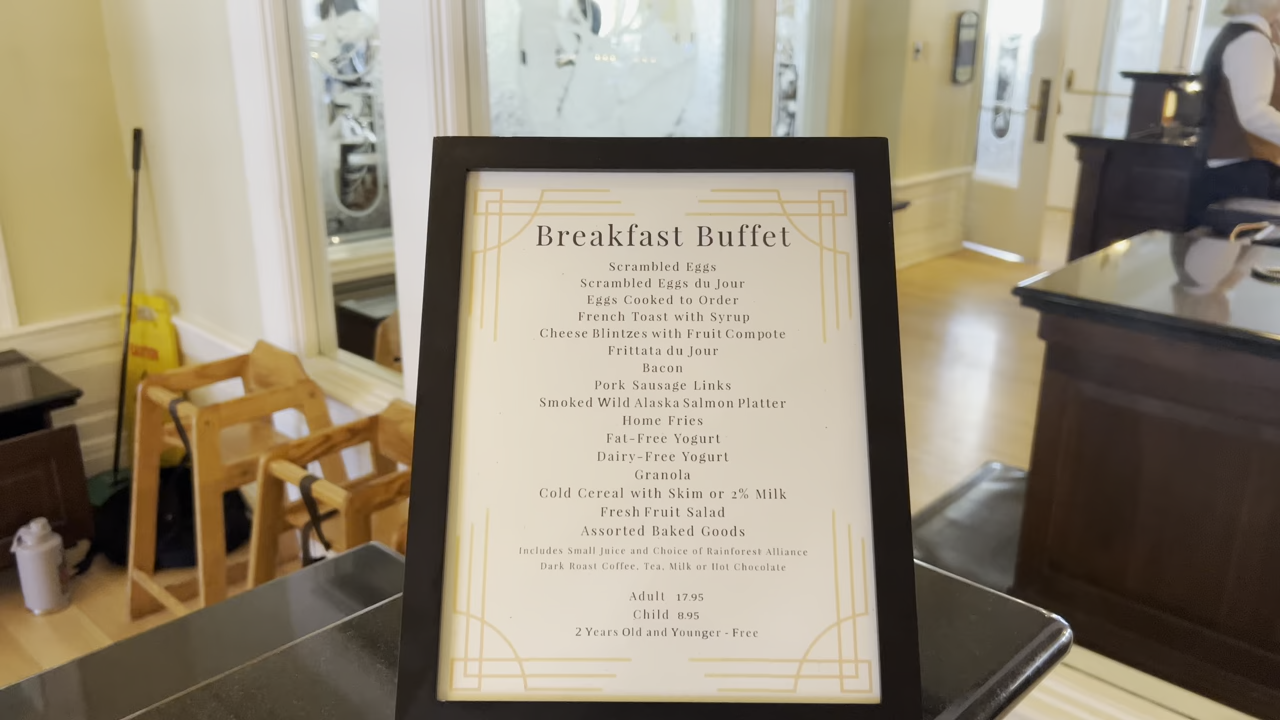 Breakfast Buffet
Scrambled Eggs
Scrambled Eggs du Jour
Eggs Cooked to Order
French Toast with Syrup
Cheese Blintzes with Fruit Compote
Frittata du Jour
Bacon
Pork Sausage Links
Smoked Wild Alaska Salmon Platter
Home Fries
Fat-Free Yogurt
Dairy-Free Yogurt
Granola
Cold Cereal with Skim or 2% Milk
Fresh Fruit Salad
Assorted Baked Goods
Includes Small Juice and Choice of Rainforest Alliance
Dark Roast Coffee, Tea, Milk or Hot Chocolate
Adult 17.95
Child 8.95
2 Years Old and Younger - Free